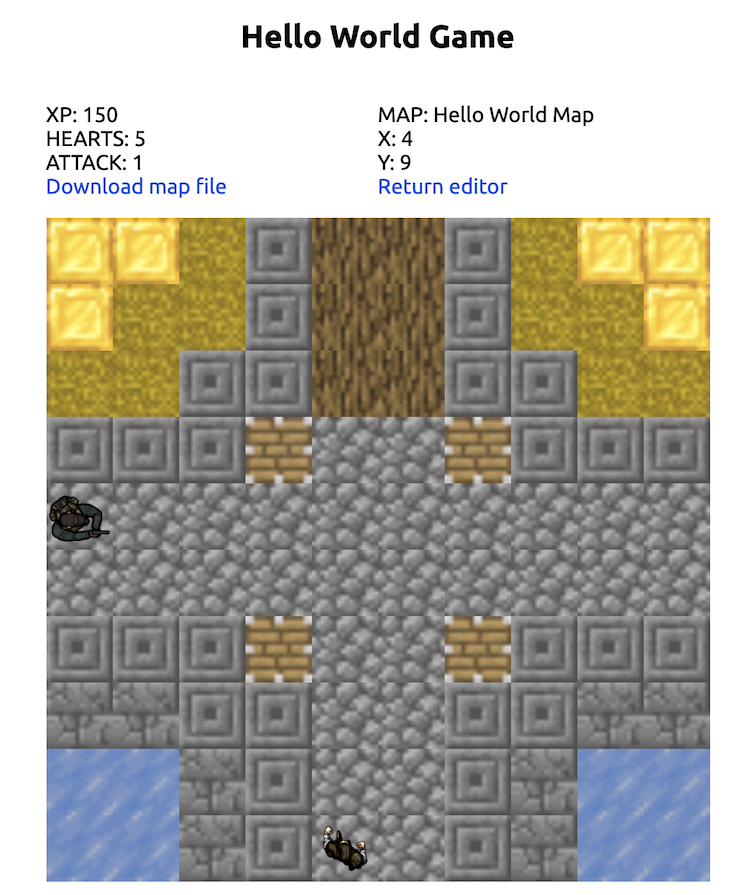 Hello World Game
XP: 150
HEARTS: 5
ATTACK: 1
Download map file
MAP: Hello World Map
X: 4
Y: 9
Return editor